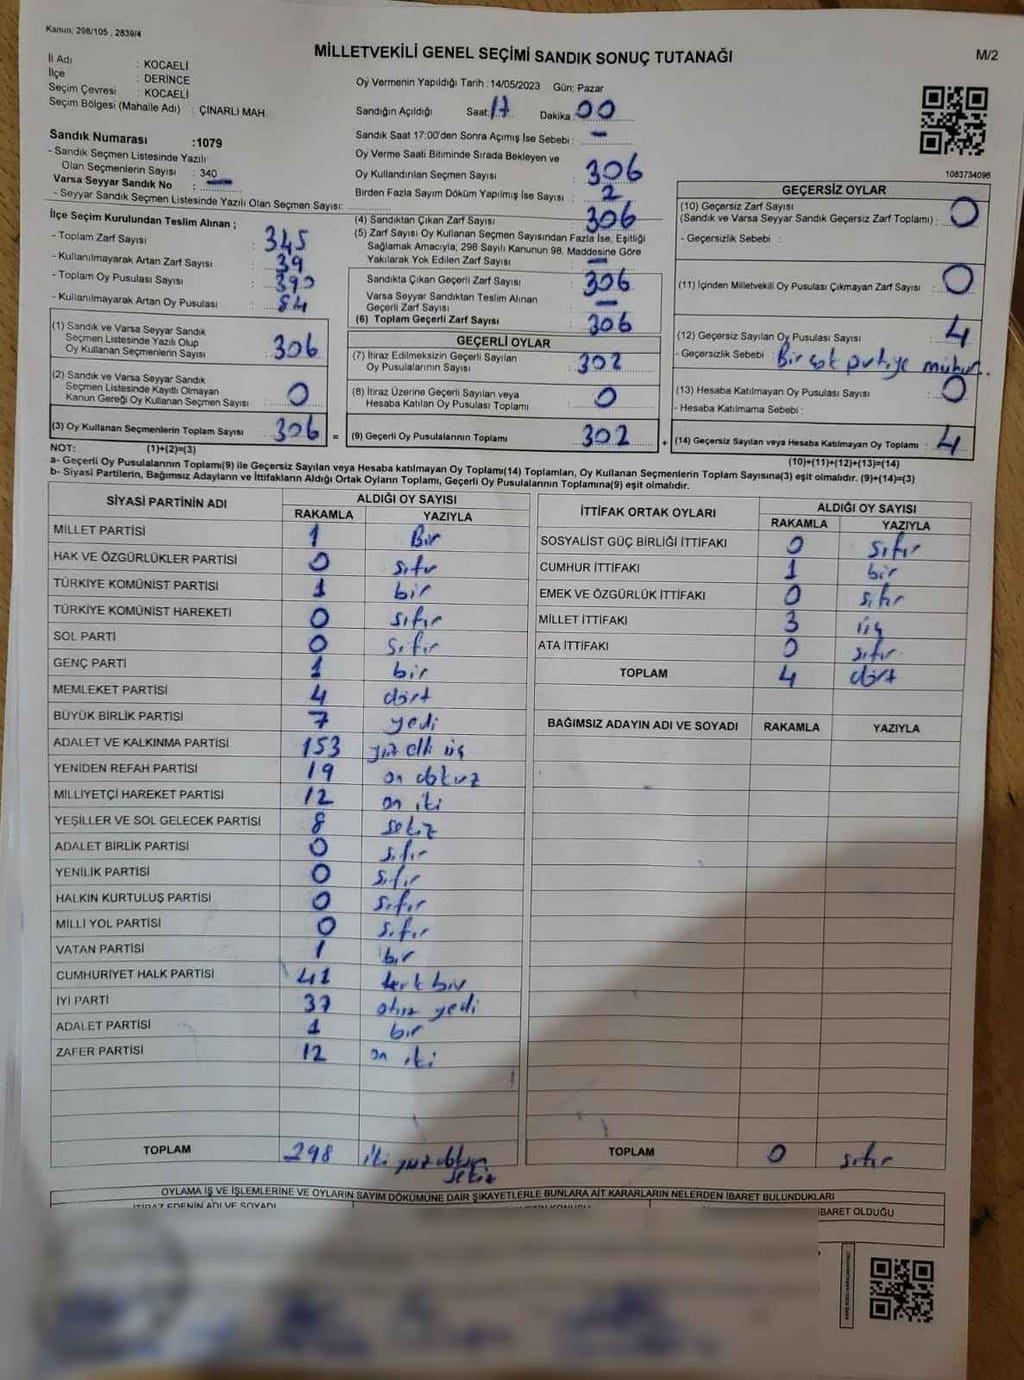 Kanun: 298/105 , 2839/4
MİLLETVEKİLİ GENEL SEÇİMİ SANDIK SONUÇ TUTANAĞI
M/2
İl Adı : KOCAELİ
İlçe : DERİNCE
Seçim Çevresi : KOCAELİ
Seçim Bölgesi (Mahalle Adı) : ÇINARLI MAH.
Sandık Numarası :1079
- Sandık Seçmen Listesinde Yazılı
Olan Seçmenlerin Sayısı : 340
Varsa Seyyar Sandık No : —
- Seyyar Sandık Seçmen Listesinde Yazılı Olan Seçmen Sayısı:
Oy Vermenin Yapıldığı Tarih : 14/05/2023 Gün: Pazar
Sandığın Açıldığı Saat: 17 Dakika : 00
Sandık Saat 17:00'den Sonra Açımış İse Sebebi : —
Oy Verme Saati Bitiminde Sırada Bekleyen ve
Oy Kullandırılan Seçmen Sayısı : 306
Birden Fazla Sayım Döküm Yapılmış İse Sayısı : 2
1083734096
İlçe Seçim Kurulundan Teslim Alınan ;
- Toplam Zarf Sayısı : 345
- Kullanılmayarak Artan Zarf Sayısı : 39
- Toplam Oy Pusulası Sayısı : 390
- Kullanılmayarak Artan Oy Pusulası : 84
(1) Sandık ve Varsa Seyyar Sandık
Seçmen Listesinde Yazılı Olup
Oy Kullanan Seçmenlerin Sayısı : 306
(2) Sandık ve Varsa Seyyar Sandık
Seçmen Listesinde Kayıtlı Olmayan
Kanun Gereği Oy Kullanan Seçmen Sayısı : 0
(3) Oy Kullanan Seçmenlerin Toplam Sayısı : 306 =
(4) Sandıktan Çıkan Zarf Sayısı : 306
(5) Zarf Sayısı Oy Kullanan Seçmen Sayısından Fazla İse, Eşitliği
Sağlamak Amacıyla; 298 Sayılı Kanunun 98. Maddesine Göre
Yakılarak Yok Edilen Zarf Sayısı : —
Sandıkta Çıkan Geçerli Zarf Sayısı : 306
Varsa Seyyar Sandıktan Teslim Alınan
Geçerli Zarf Sayısı : —
(6) Toplam Geçerli Zarf Sayısı : 306
GEÇERLİ OYLAR
(7) İtiraz Edilmeksizin Geçerli Sayılan
Oy Pusulalarının Sayısı : 302
(8) İtiraz Üzerine Geçerli Sayılan veya
Hesaba Katılan Oy Pusulası Toplamı : 0
(9) Geçerli Oy Pusulalarının Toplamı : 302 +
GEÇERSİZ OYLAR
(10) Geçersiz Zarf Sayısı
(Sandık ve Varsa Seyyar Sandık Geçersiz Zarf Toplamı) : 0
- Geçersizlik Sebebi :
(11) İçinden Milletvekili Oy Pusulası Çıkmayan Zarf Sayısı : 0
(12) Geçersiz Sayılan Oy Pusulası Sayısı : 4
- Geçersizlik Sebebi : Bir çok partiye mühür..
(13) Hesaba Katılmayan Oy Pusulası Sayısı : 0
- Hesaba Katılmama Sebebi :
(14) Geçersiz Sayılan veya Hesaba Katılmayan Oy Toplamı : 4
NOT: (1)+(2)=(3)
(10)+(11)+(12)+(13)=(14)
a- Geçerli Oy Pusulalarının Toplamı(9) ile Geçersiz Sayılan veya Hesaba katılmayan Oy Toplamı(14) Toplamları, Oy Kullanan Seçmenlerin Toplam Sayısına(3) eşit olmalıdır. (9)+(14)=(3)
b- Siyasi Partilerin, Bağımsız Adayların ve İttifakların Aldığı Ortak Oyların Toplamı, Geçerli Oy Pusulalarının Toplamına(9) eşit olmalıdır.
SİYASİ PARTİNİN ADI ALDIĞI OY SAYISI
RAKAMLA YAZIYLA
MİLLET PARTİSİ 1 Bir
HAK VE ÖZGÜRLÜKLER PARTİSİ 0 sıfır
TÜRKİYE KOMÜNİST PARTİSİ 1 bir
TÜRKİYE KOMÜNİST HAREKETİ 0 sıfır
SOL PARTİ 0 sıfır
GENÇ PARTİ 1 bir
MEMLEKET PARTİSİ 4 dört
BÜYÜK BİRLİK PARTİSİ 7 yedi
ADALET VE KALKINMA PARTİSİ 153 yüz elli üç
YENİDEN REFAH PARTİSİ 19 on dokuz
MİLLİYETÇİ HAREKET PARTİSİ 12 on iki
YEŞİLLER VE SOL GELECEK PARTİSİ 8 sekiz
ADALET BİRLİK PARTİSİ 0 sıfır
YENİLİK PARTİSİ 0 sıfır
HALKIN KURTULUŞ PARTİSİ 0 sıfır
MİLLİ YOL PARTİSİ 0 sıfır
VATAN PARTİSİ 1 bir
CUMHURİYET HALK PARTİSİ 41 kırk bir
İYİ PARTİ 37 otuz yedi
ADALET PARTİSİ 1 bir
ZAFER PARTİSİ 12 on iki
TOPLAM 298 iki yüz doksan
sekiz
İTTİFAK ORTAK OYLARI ALDIĞI OY SAYISI
RAKAMLA YAZIYLA
SOSYALİST GÜÇ BİRLİĞİ İTTİFAKI 0 sıfır
CUMHUR İTTİFAKI 1 bir
EMEK VE ÖZGÜRLÜK İTTİFAKI 0 sıfır
MİLLET İTTİFAKI 3 üç
ATA İTTİFAKI 0 sıfır
TOPLAM 4 dört
BAĞIMSIZ ADAYIN ADI VE SOYADI RAKAMLA YAZIYLA
TOPLAM 0 sıfır
OYLAMA İŞ VE İŞLEMLERİNE VE OYLARIN SAYIM DÖKÜMÜNE DAİR ŞİKAYETLERLE BUNLARA AİT KARARLARIN NELERDEN İBARET BULUNDUKLARI
İTİRAZ EDENİN ADI VE SOYADI
İBARET OLDUĞU